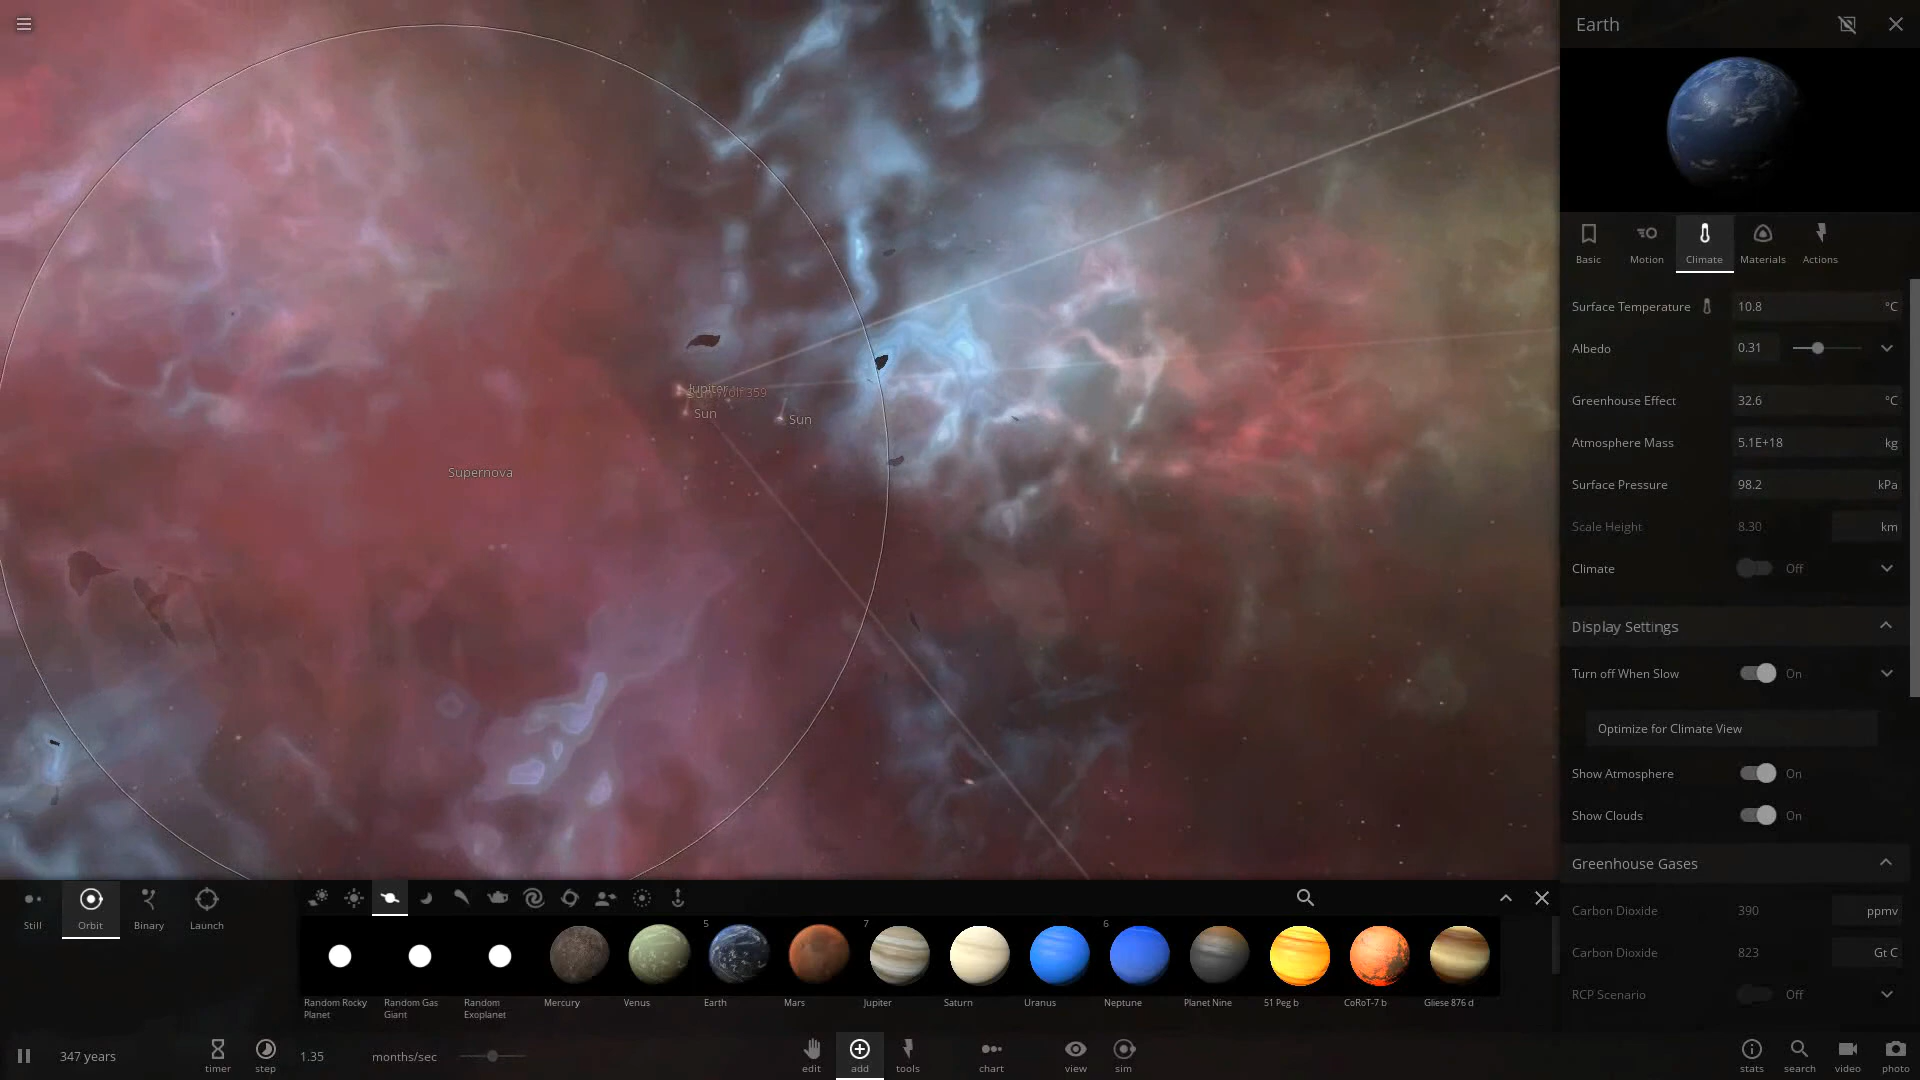 Earth
Jupiter
Wolf 359
Sun
Sun
Supernova
Basic
Motion
Climate
Materials
Actions
Surface Temperature 10.8 °C
Albedo 0.31
Greenhouse Effect 32.6 °C
Atmosphere Mass 5.1E+18 kg
Surface Pressure 98.2 kPa
Scale Height 8.30 km
Climate Off
Display Settings
Turn off When Slow On
Optimize for Climate View
Show Atmosphere On
Show Clouds On
Greenhouse Gases
Carbon Dioxide 390 ppmv
Carbon Dioxide 823 Gt C
RCP Scenario Off
Still
Orbit
Binary
Launch
5
7
6
Random Rocky
Planet
Random Gas
Giant
Random
Exoplanet
Mercury
Venus
Earth
Mars
Jupiter
Saturn
Uranus
Neptune
Planet Nine
51 Peg b
CoRoT-7 b
Gliese 876 d
347 years
timer
step
1.35 months/sec
edit
add
tools
chart
view
sim
stats
search
video
photo